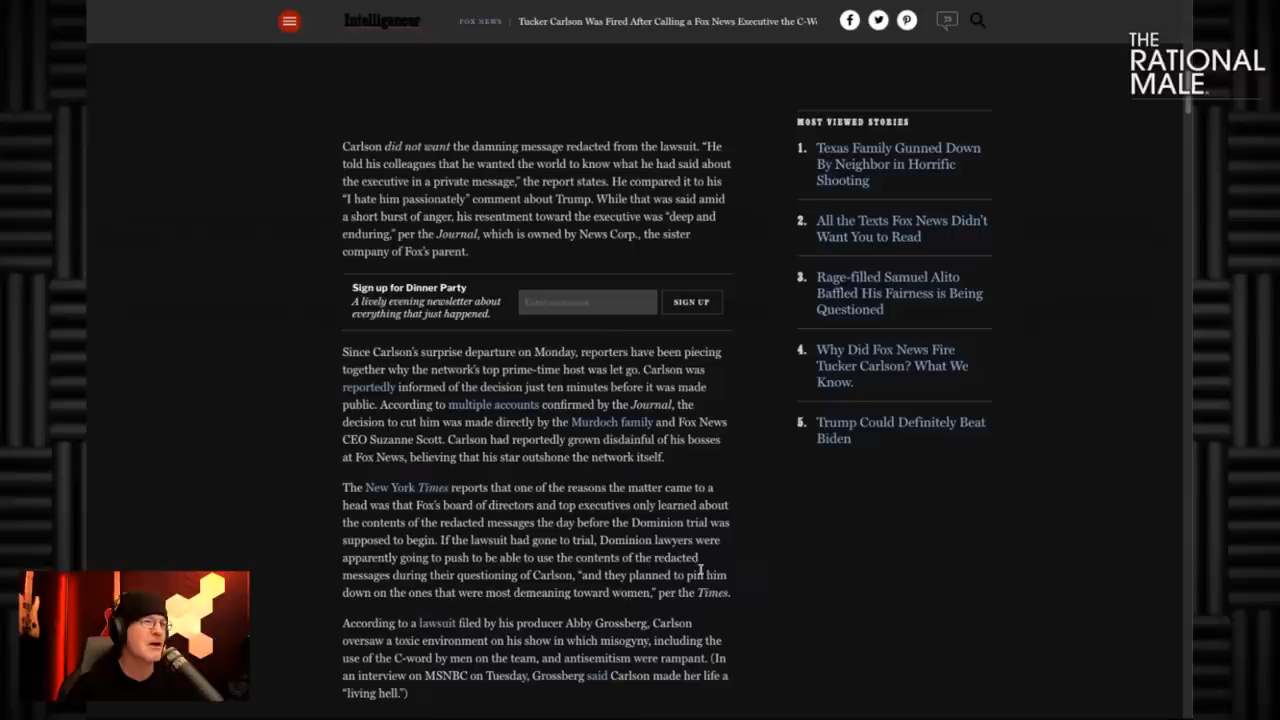 Intelligencer
FOX NEWS
Tucker Carlson Was Fired After Calling a Fox News Executive the C-W
75
THE
RATIONAL
MALE
Carlson did not want the damning message redacted from the lawsuit. “He
told his colleagues that he wanted the world to know what he had said about
the executive in a private message,” the report states. He compared it to his
“I hate him passionately” comment about Trump. While that was said amid
a short burst of anger, his resentment toward the executive was “deep and
enduring,” per the Journal, which is owned by News Corp., the sister
company of Fox’s parent.
Sign up for Dinner Party
A lively evening newsletter about
everything that just happened.
SIGN UP
Since Carlson’s surprise departure on Monday, reporters have been piecing
together why the network’s top prime-time host was let go. Carlson was
reportedly informed of the decision just ten minutes before it was made
public. According to multiple accounts confirmed by the Journal, the
decision to cut him was made directly by the Murdoch family and Fox News
CEO Suzanne Scott. Carlson had reportedly grown disdainful of his bosses
at Fox News, believing that his star outshone the network itself.
The New York Times reports that one of the reasons the matter came to a
head was that Fox’s board of directors and top executives only learned about
the contents of the redacted messages the day before the Dominion trial was
supposed to begin. If the lawsuit had gone to trial, Dominion lawyers were
apparently going to push to be able to use the contents of the redacted
messages during their questioning of Carlson, “and they planned to pin him
down on the ones that were most demeaning toward women,” per the Times.
According to a lawsuit filed by his producer Abby Grossberg, Carlson
oversaw a toxic environment on his show in which misogyny, including the
use of the C-word by men on the team, and antisemitism were rampant. (In
an interview on MSNBC on Tuesday, Grossberg said Carlson made her life a
“living hell.”)
MOST VIEWED STORIES
1. Texas Family Gunned Down
By Neighbor in Horrific
Shooting
2. All the Texts Fox News Didn’t
Want You to Read
3. Rage-filled Samuel Alito
Baffled His Fairness is Being
Questioned
4. Why Did Fox News Fire
Tucker Carlson? What We
Know.
5. Trump Could Definitely Beat
Biden